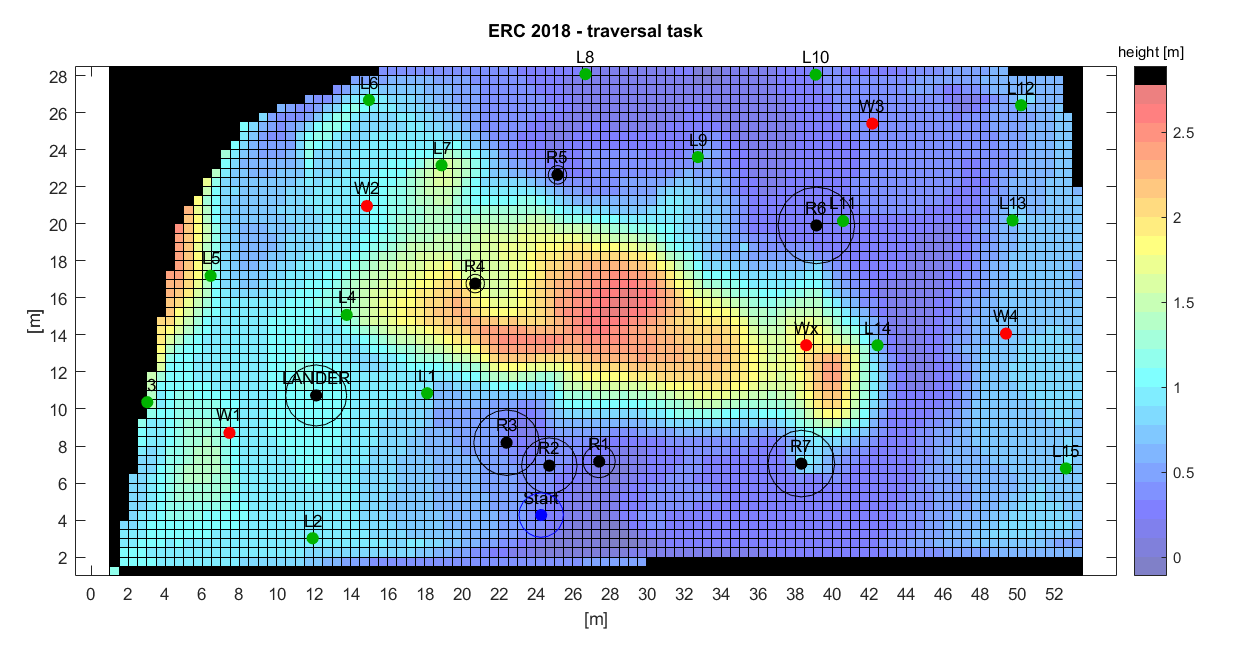 ERC 2018 - traversal task
height [m]
L8
L10
28
L6
L12
26
W3
2.5
24
L7
L9
R5
22
W2
2
20
R6
L11
L13
18
L5
R4
1.5
16
L4
W4
[m]
14
Wx
L14
12
LANDER
L1
1
10
3
W1
8
R3
R2
R1
R7
L15
6
0.5
Start
4
L2
2
0
0 2 4 6 8 10 12 14 16 18 20 22 24 26 28 30 32 34 36 38 40 42 44 46 48 50 52
[m]